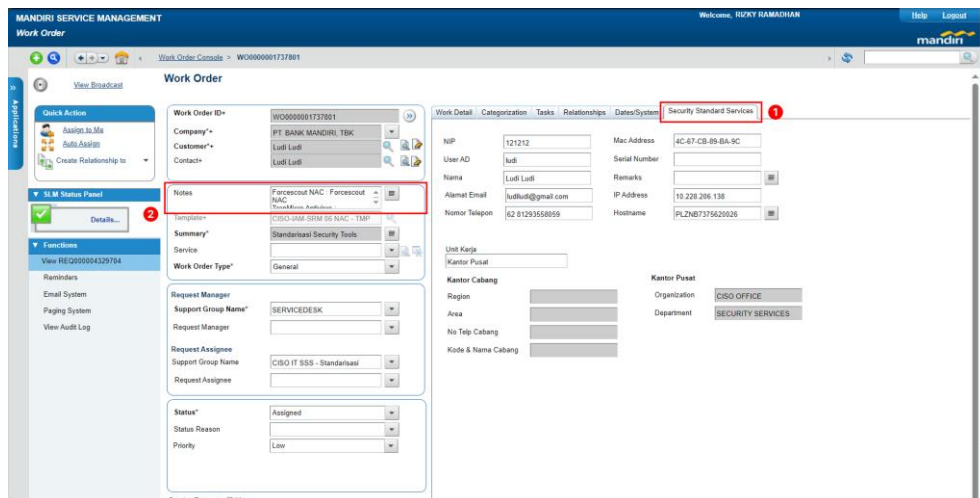 MANDIRI SERVICE MANAGEMENT
Welcome, RIZKY RAMADHAN
Help Logout
Work Order
mandiri
Work Order Console > WO0000001737801
View Broadcast
Work Order
Applications
Quick Action
Assign to Me
Auto Assign
Create Relationship to
SLM Status Panel
Details...
2
Functions
View REQ000004329704
Reminders
Email System
Paging System
View Audit Log
Work Order ID+ WO0000001737801
Company*+ PT. BANK MANDIRI, TBK
Customer*+ Ludi Ludi
Contact+ Ludi Ludi
Notes Forcescout NAC : Forcescout
NAC
Template+ CISO-IAM-SRM 06 NAC - TMP
Summary* Standarisasi Security Tools
Service
Work Order Type* General
Request Manager
Support Group Name* SERVICEDESK
Request Manager
Request Assignee
Support Group Name CISO IT SSS - Standarisasi
Request Assignee
Status* Assigned
Status Reason
Priority Low
Work Detail Categorization Tasks Relationships Dates/System Security Standard Services 1
NIP 121212 Mac Address 4C-67-CB-89-BA-9C
User AD ludi Serial Number
Nama Ludi Ludi Remarks
Alamat Email ludiludi@gmail.com IP Address 10.228.206.138
Nomor Telepon 62 81293558059 Hostname PLZNB7375620026
Unit Kerja
Kantor Pusat
Kantor Cabang Kantor Pusat
Region Organization CISO OFFICE
Area Department SECURITY SERVICES
No Telp Cabang
Kode & Nama Cabang